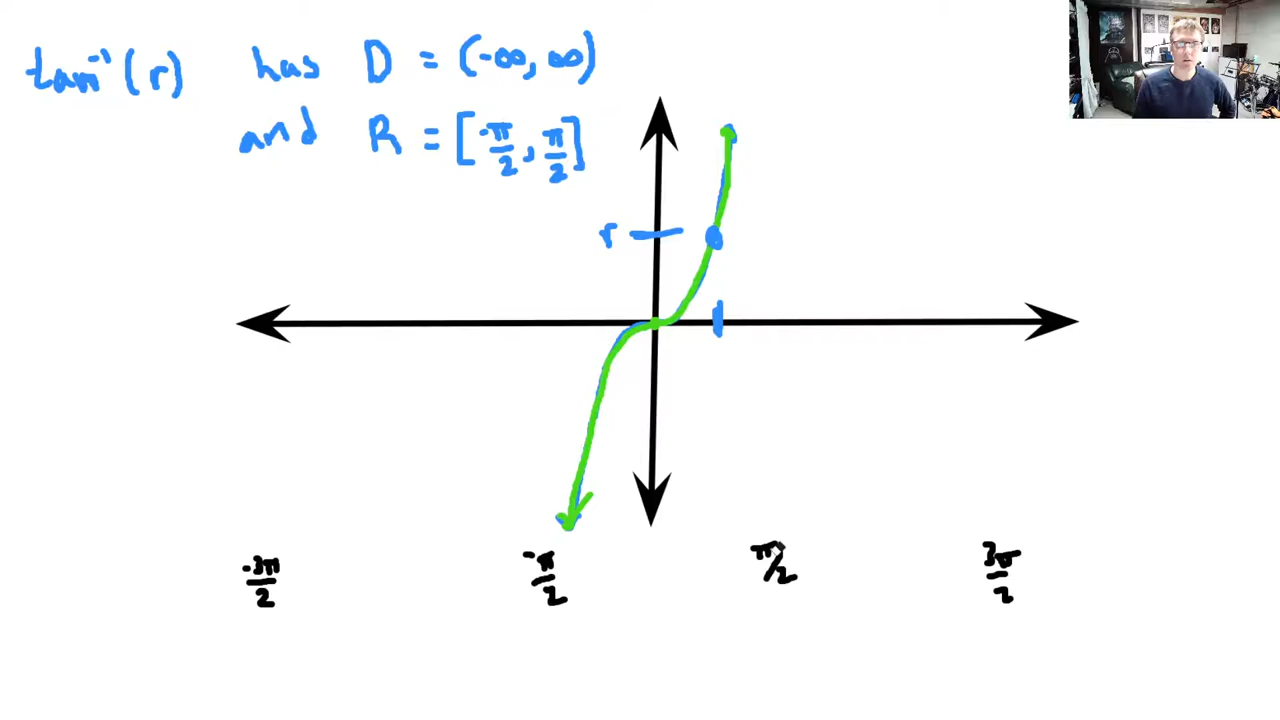 tan⁻¹(r) has D = (-∞, ∞)
and R = [-π/2, π/2]
r
-3π/2 -π/2 π/2 3π/2